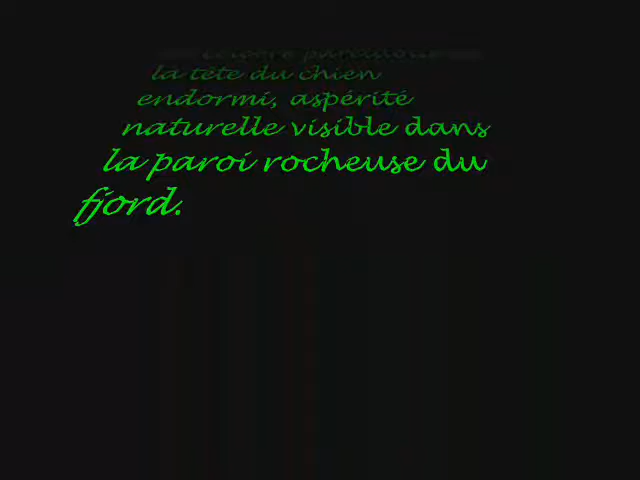 la tête du chien
endormi, aspérité
naturelle visible dans
la paroi rocheuse du
fjord.